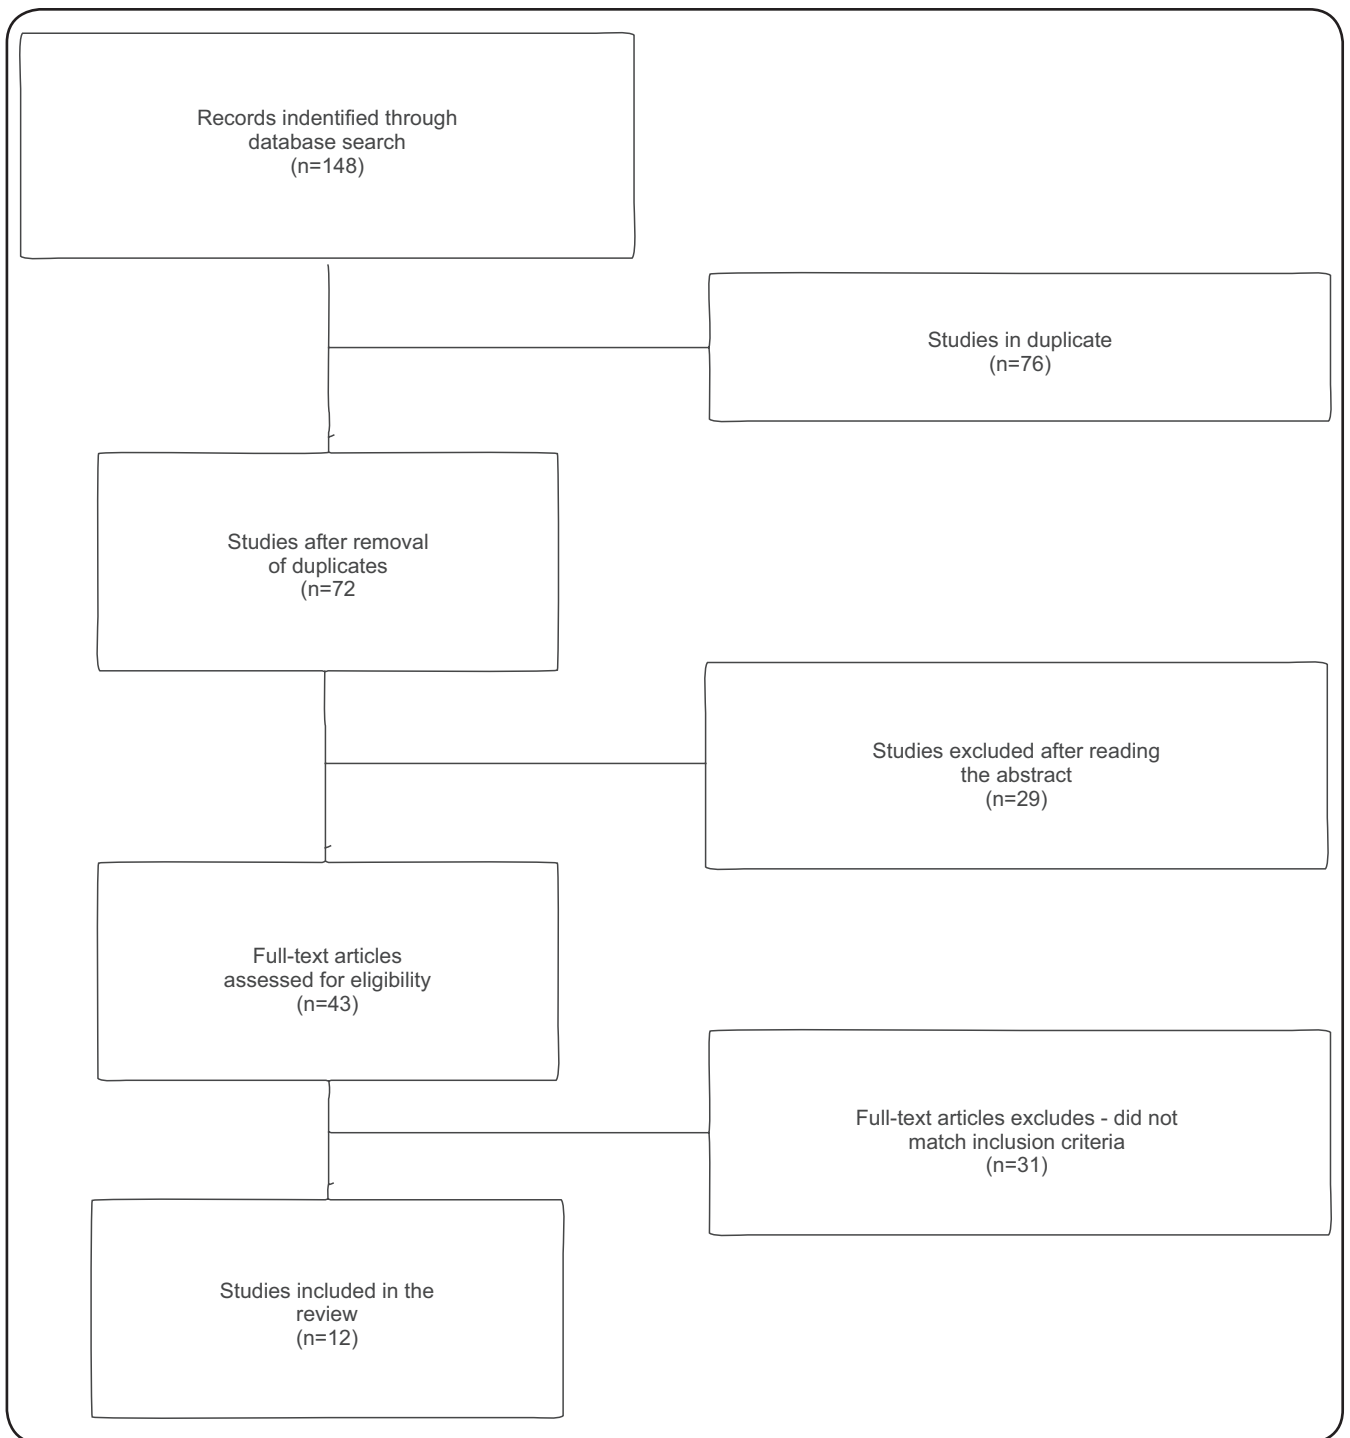 Records indentified through
database search
(n=148)
Studies in duplicate
(n=76)
Studies after removal
of duplicates
(n=72
Studies excluded after reading
the abstract
(n=29)
Full-text articles
assessed for eligibility
(n=43)
Full-text articles excludes - did not
match inclusion criteria
(n=31)
Studies included in the
review
(n=12)